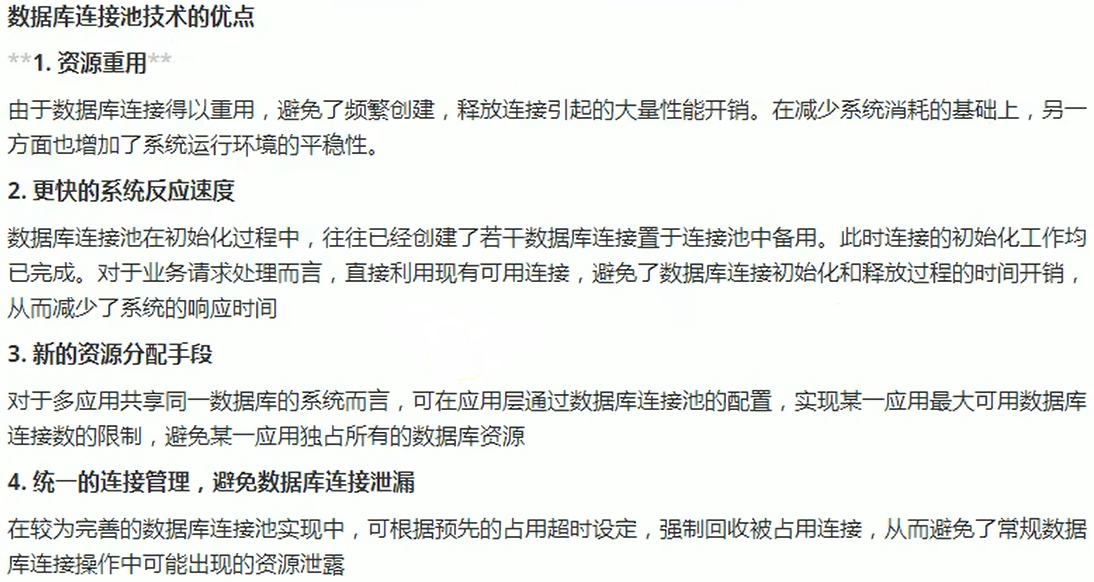 数据库连接池技术的优点
**1. 资源重用**
由于数据库连接得以重用，避免了频繁创建，释放连接引起的大量性能开销。在减少系统消耗的基础上，另一
方面也增加了系统运行环境的平稳性。
2. 更快的系统反应速度
数据库连接池在初始化过程中，往往已经创建了若干数据库连接置于连接池中备用。此时连接的初始化工作均
已完成。对于业务请求处理而言，直接利用现有可用连接，避免了数据库连接初始化和释放过程的时间开销，
从而减少了系统的响应时间
3. 新的资源分配手段
对于多应用共享同一数据库的系统而言，可在应用层通过数据库连接池的配置，实现某一应用最大可用数据库
连接数的限制，避免某一应用独占所有的数据库资源
4. 统一的连接管理，避免数据库连接泄漏
在较为完善的数据库连接池实现中，可根据预先的占用超时设定，强制回收被占用连接，从而避免了常规数据
库连接操作中可能出现的资源泄露